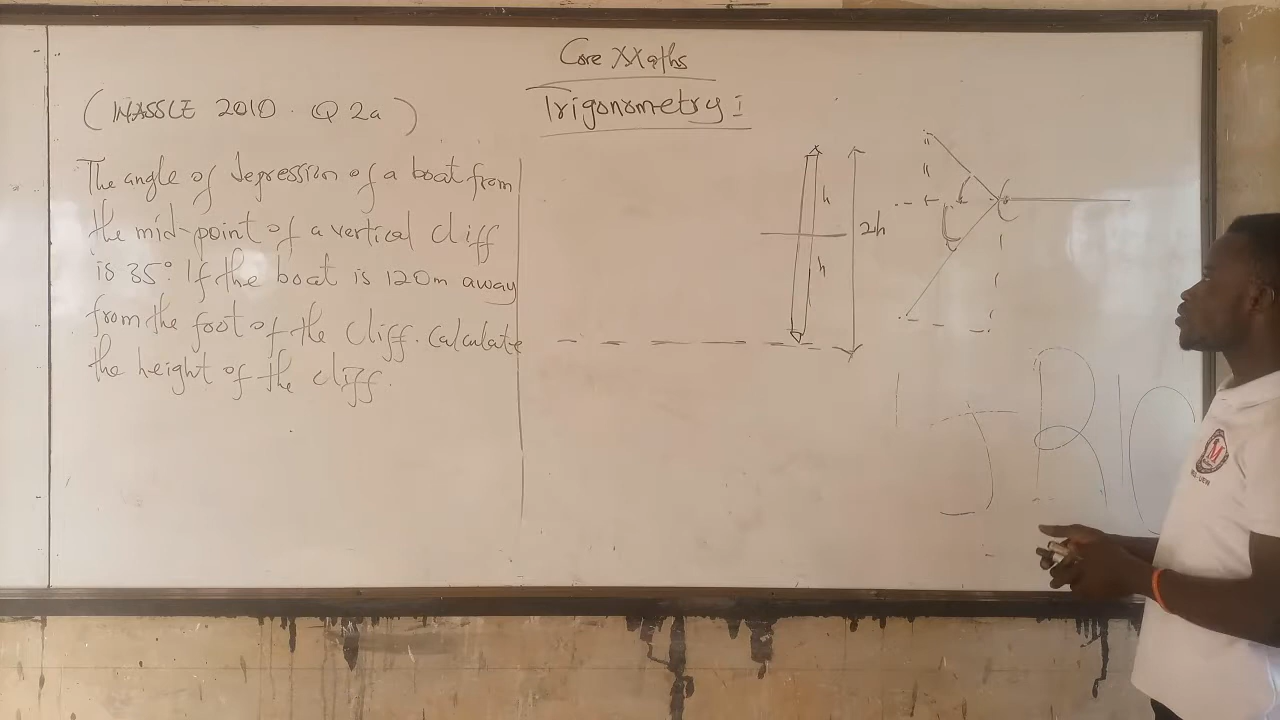 Core Maths
Trigonometry I
(WASSCE 2010. Q 2a)
The angle of depression of a boat from
the mid-point of a vertical cliff
is 35°. If the boat is 120m away
from the foot of the cliff. Calculate
the height of the cliff.
h
2h
h